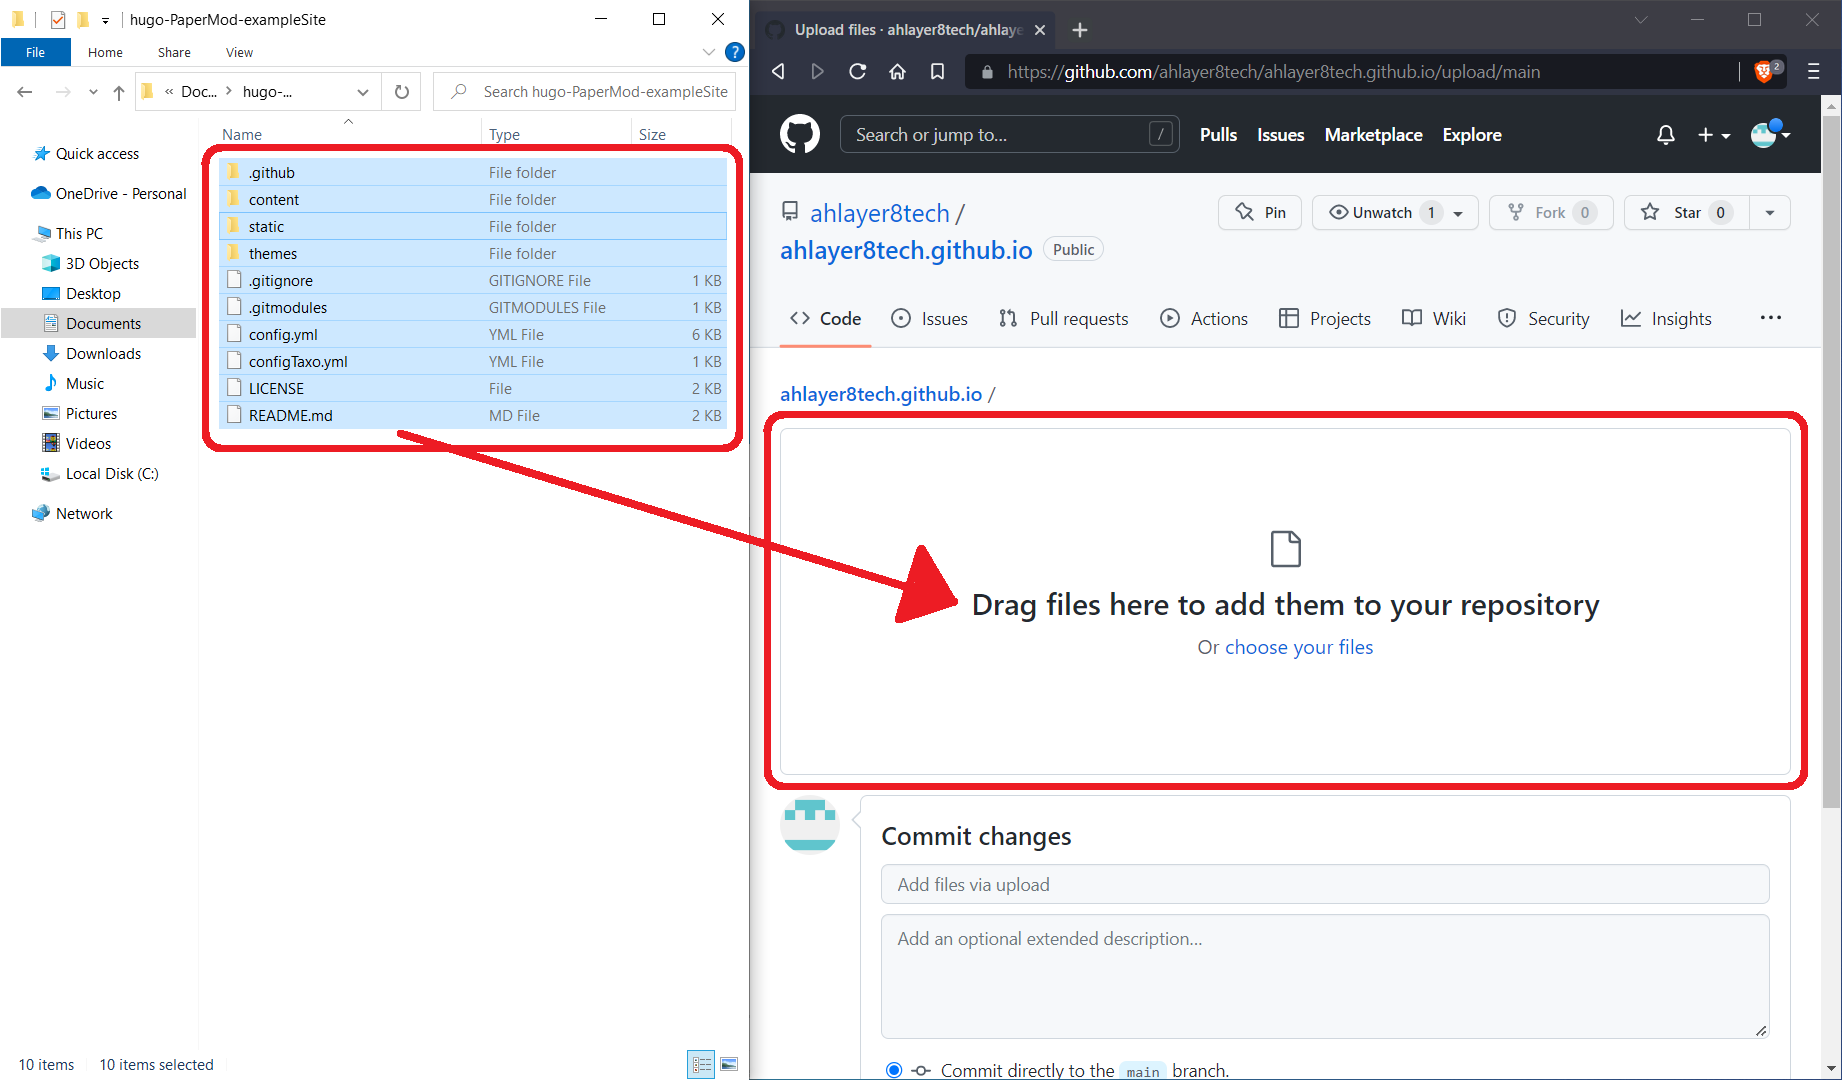 hugo-PaperMod-exampleSite
File Home Share View ?
« Doc... > hugo-...
Search hugo-PaperMod-exampleSite
Name Type Size
Quick access
OneDrive - Personal
This PC
3D Objects
Desktop
Documents
Downloads
Music
Pictures
Videos
Local Disk (C:)
Network
.github File folder
content File folder
static File folder
themes File folder
.gitignore GITIGNORE File 1 KB
.gitmodules GITMODULES File 1 KB
config.yml YML File 6 KB
configTaxo.yml YML File 1 KB
LICENSE File 2 KB
README.md MD File 2 KB
10 items 10 items selected
Upload files · ahlayer8tech/ahlaye
https://github.com/ahlayer8tech/ahlayer8tech.github.io/upload/main 2
Search or jump to... / Pulls Issues Marketplace Explore
ahlayer8tech /
ahlayer8tech.github.io Public
Pin Unwatch 1 Fork 0 Star 0
Code Issues Pull requests Actions Projects Wiki Security Insights ...
ahlayer8tech.github.io /
Drag files here to add them to your repository
Or choose your files
Commit changes
Add files via upload
Add an optional extended description...
Commit directly to the main branch.